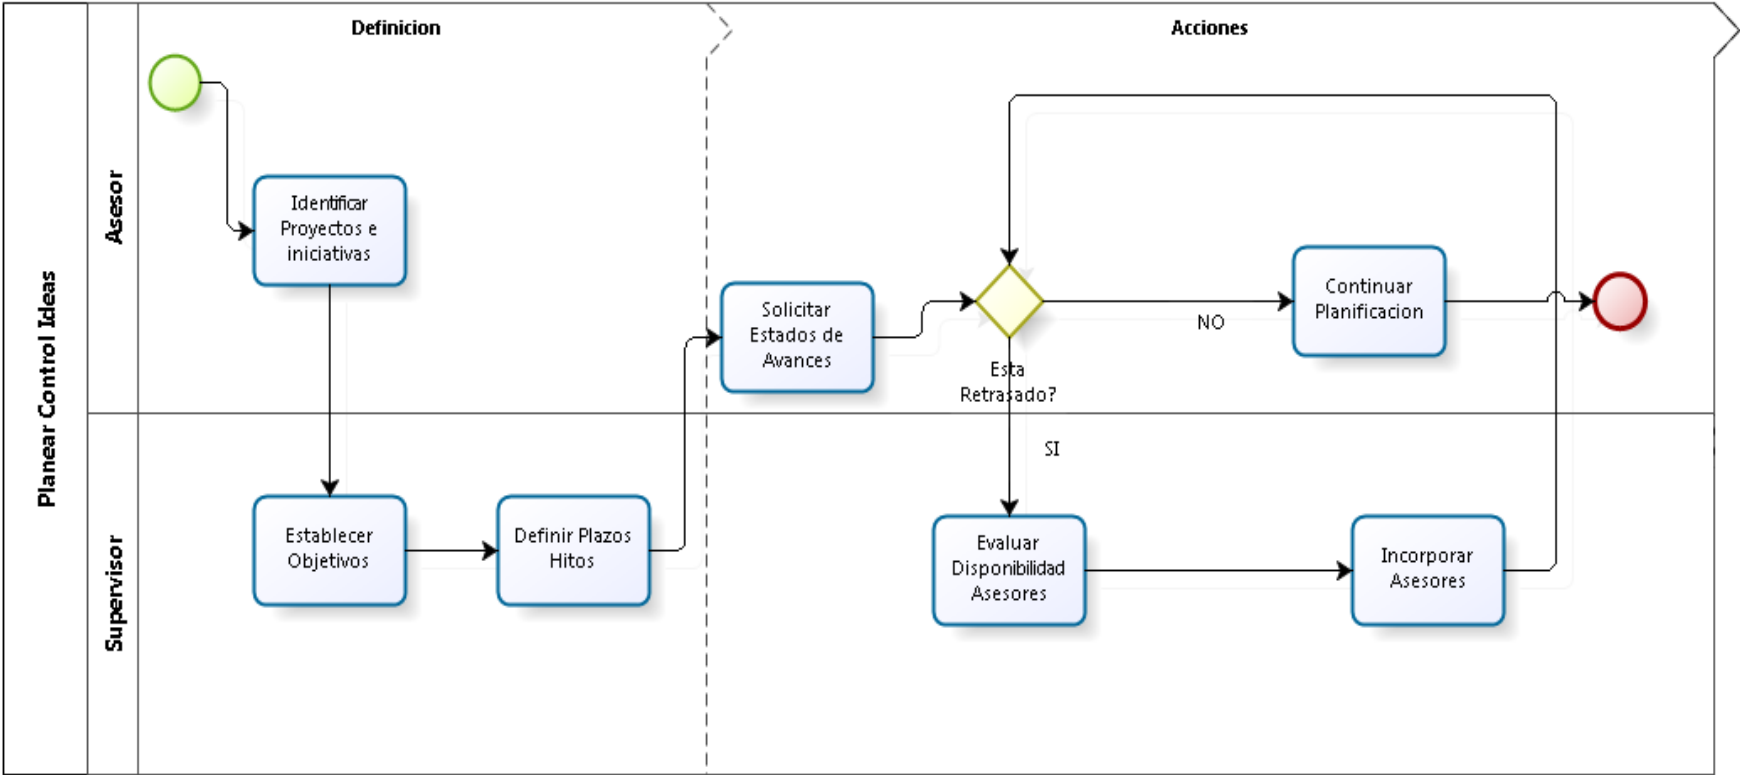 Planear Control Ideas
Asesor
Supervisor
Definicion
Acciones
Identificar
Proyectos e
iniciativas
Establecer
Objetivos
Definir Plazos
Hitos
Solicitar
Estados de
Avances
Esta
Retrasado?
NO
SI
Continuar
Planificacion
Evaluar
Disponibilidad
Asesores
Incorporar
Asesores